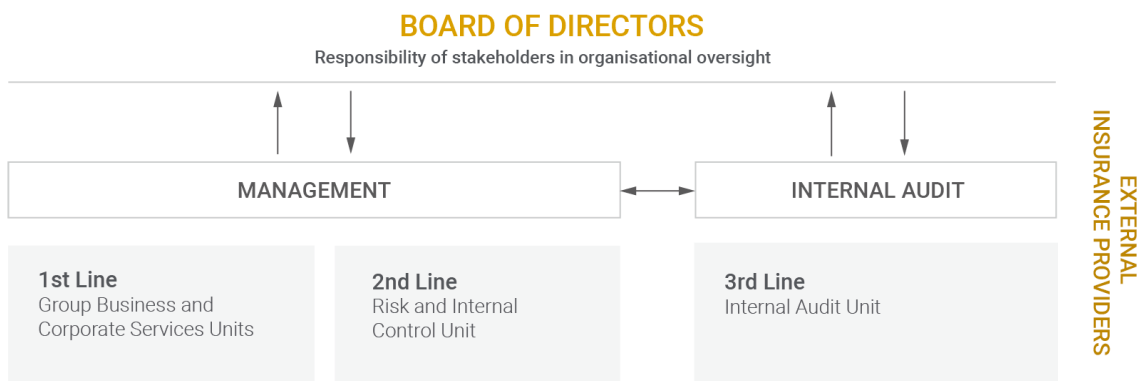 BOARD OF DIRECTORS
Responsibility of stakeholders in organisational oversight
MANAGEMENT
INTERNAL AUDIT
1st Line
Group Business and
Corporate Services Units
2nd Line
Risk and Internal
Control Unit
3rd Line
Internal Audit Unit
EXTERNAL
INSURANCE PROVIDERS